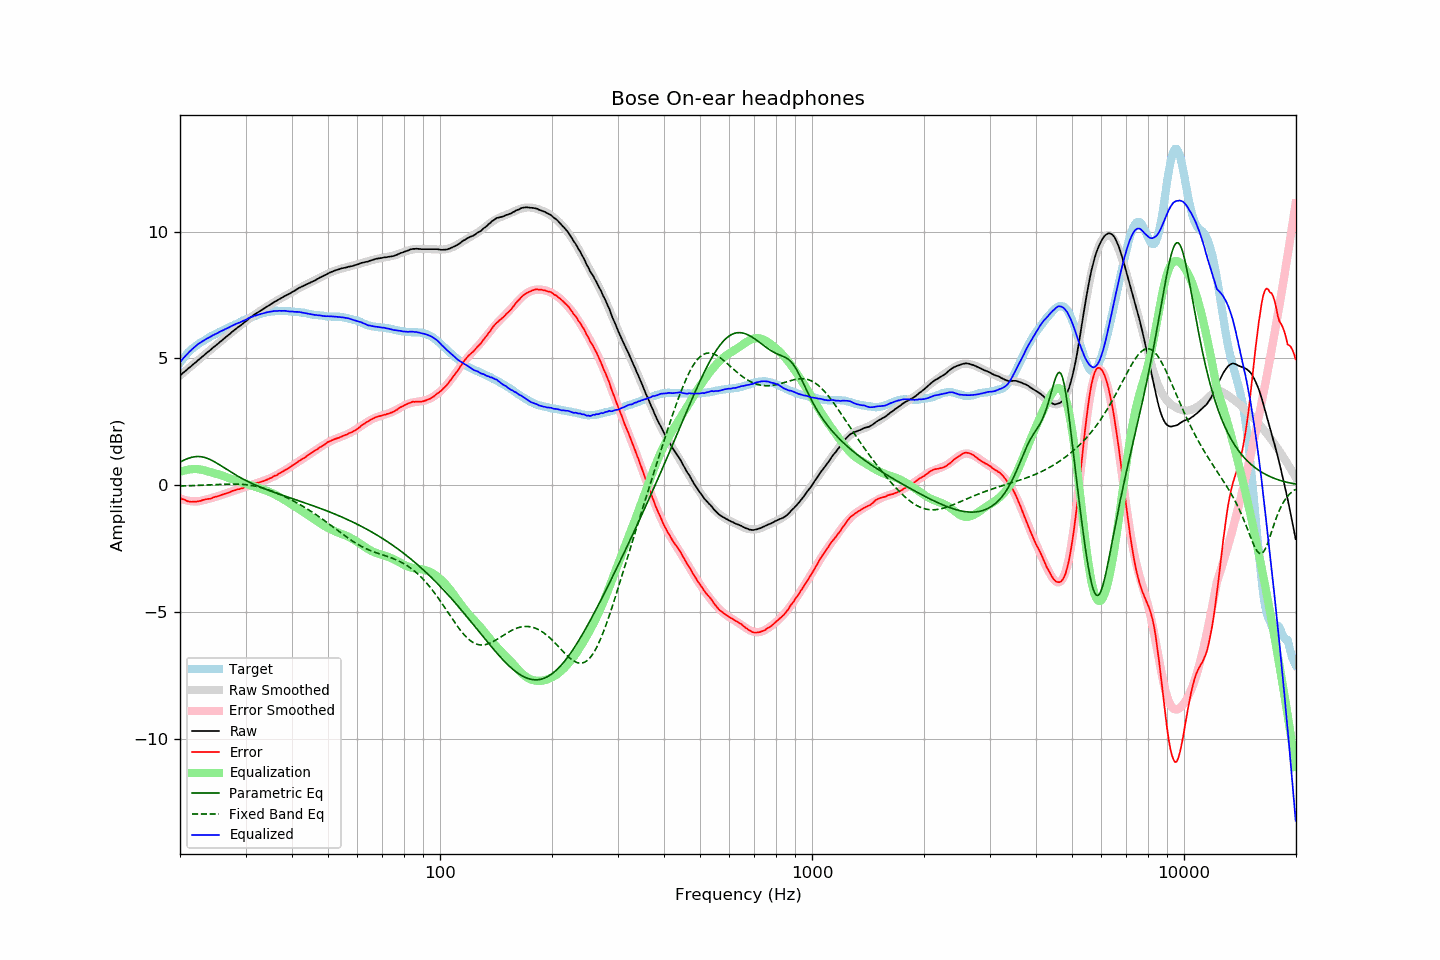 Bose On-ear headphones
Amplitude (dBr)
10
5
0
−5
−10
Target
Raw Smoothed
Error Smoothed
Raw
Error
Equalization
Parametric Eq
Fixed Band Eq
Equalized
100
1000
10000
Frequency (Hz)